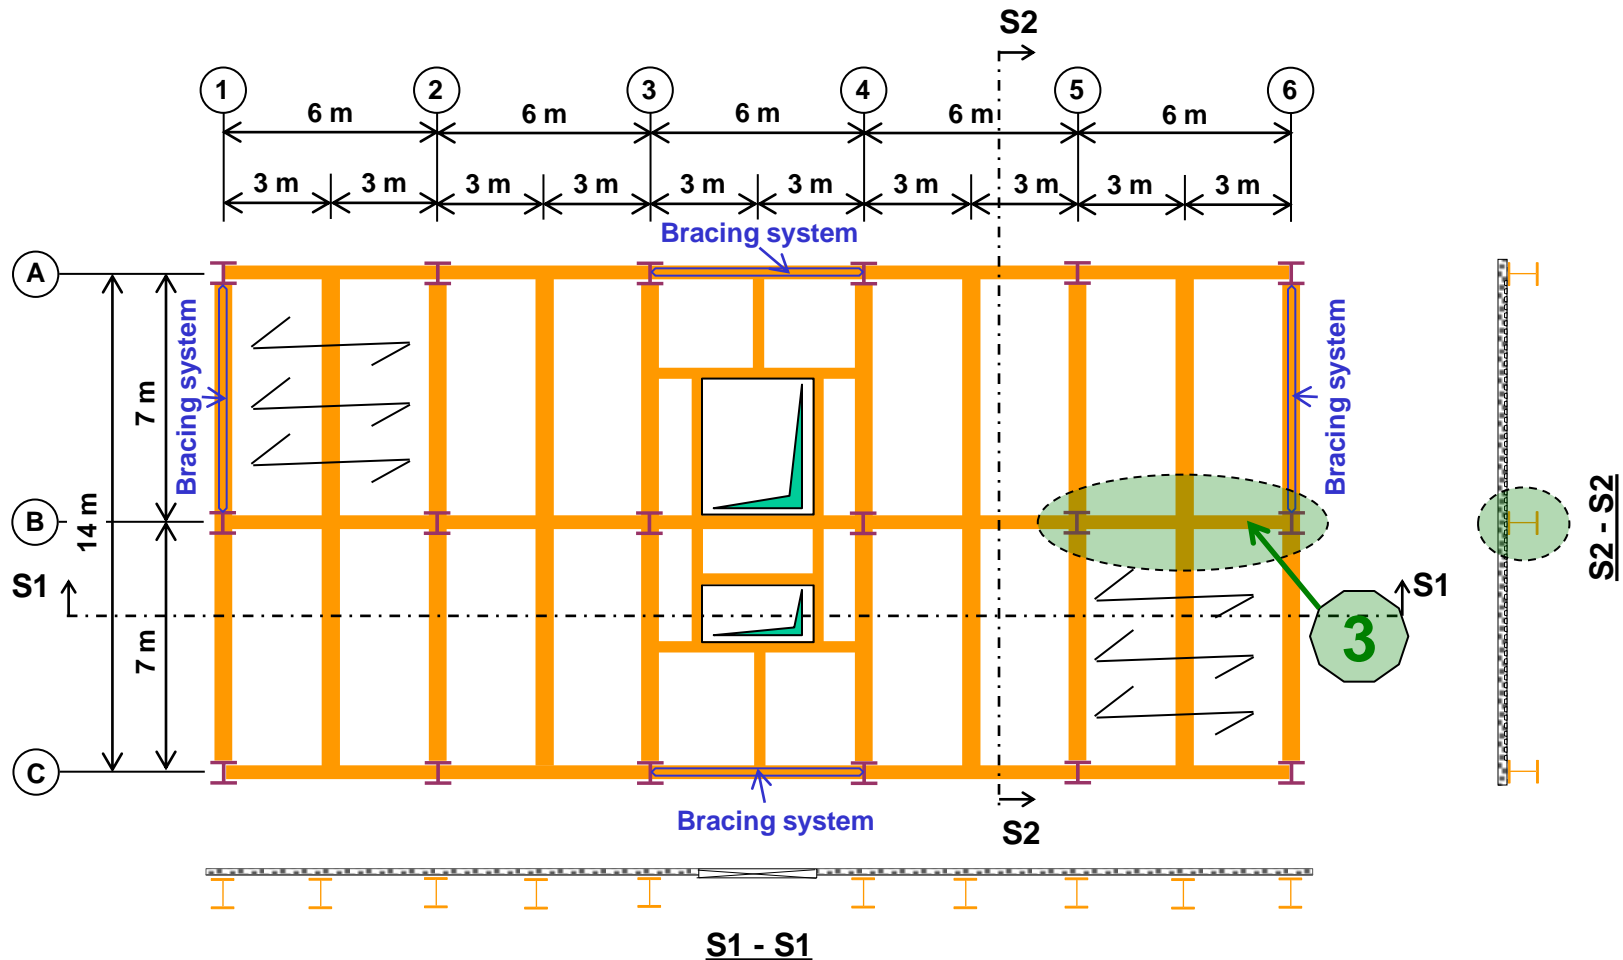 S2
1 2 3 4 5 6
6 m 6 m 6 m 6 m 6 m
3 m 3 m 3 m 3 m 3 m 3 m 3 m 3 m 3 m 3 m
Bracing system
A
Bracing system
Bracing system
7 m
B
14 m
S2 - S2
S1
S1
7 m
3
C
Bracing system
S2
S1 - S1